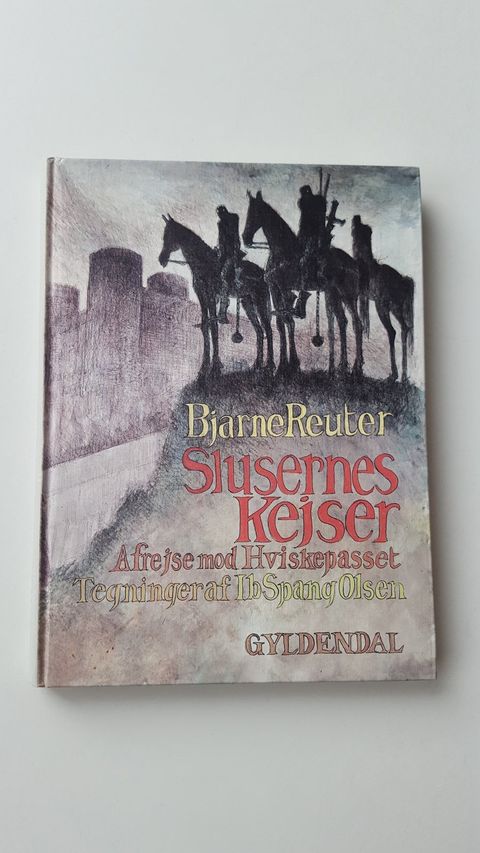 Bjarne Reuter
Slusernes
Kejser
Afrejse mod Hviskepasset
Tegninger af Ib Spang Olsen
GYLDENDAL